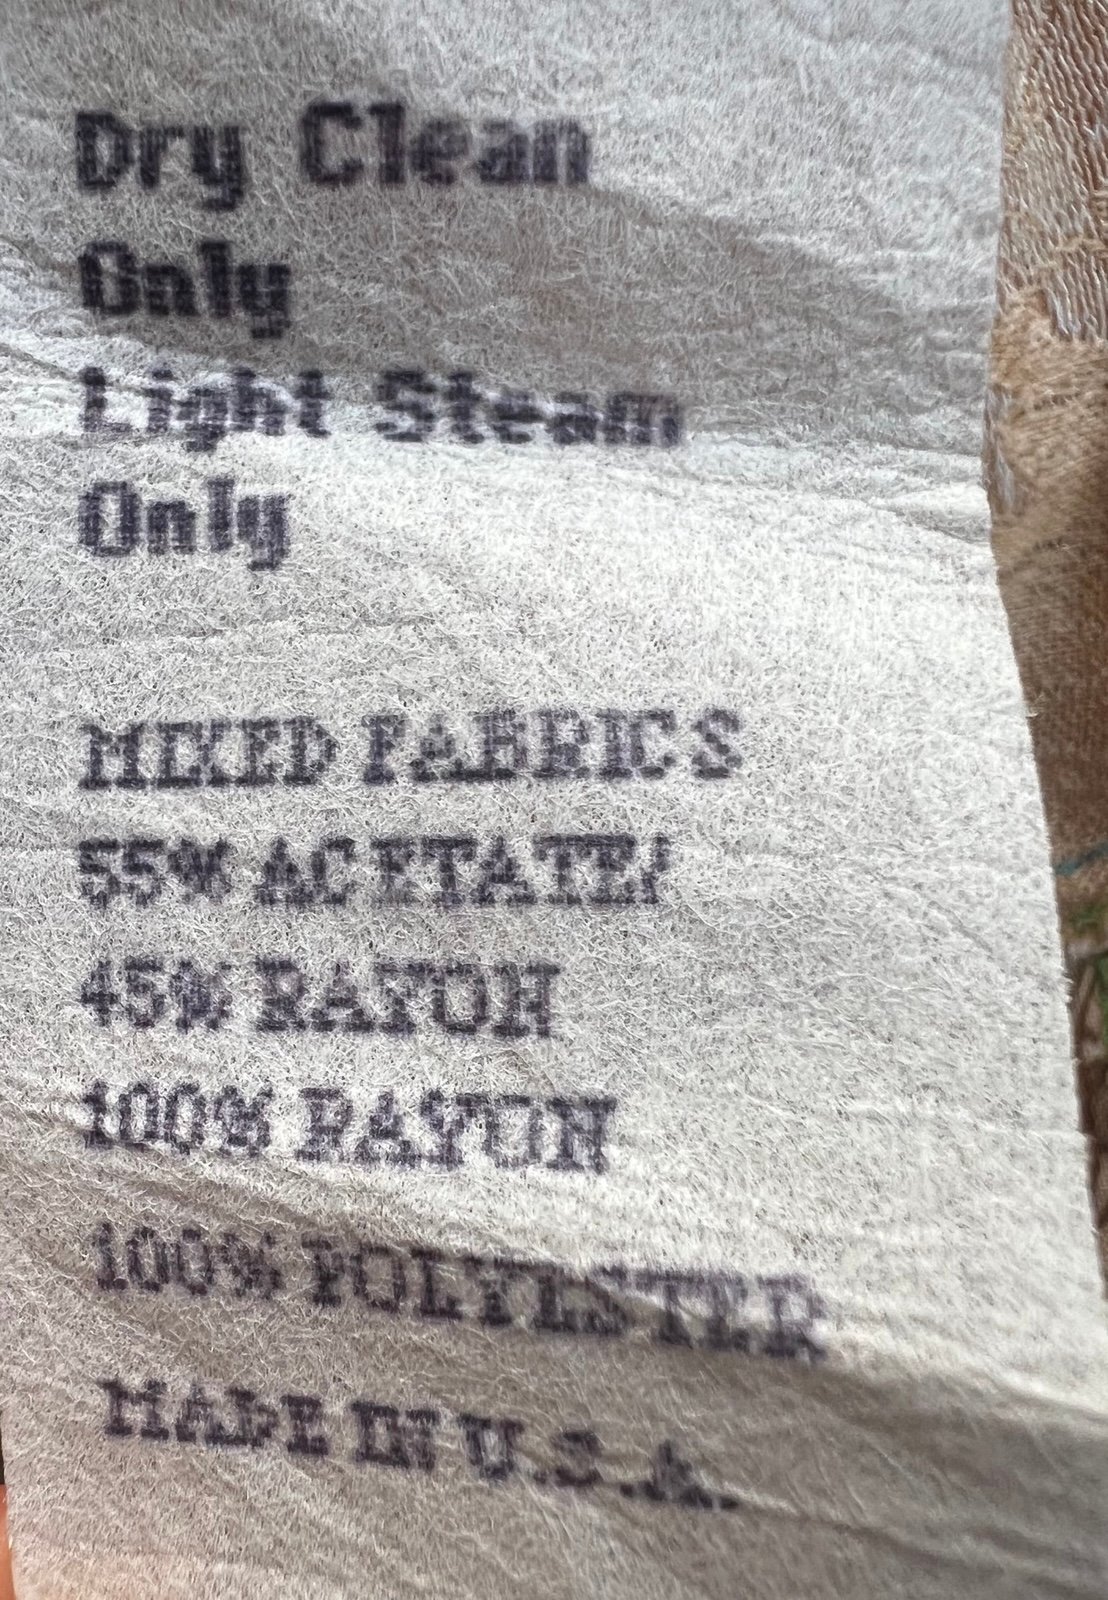 Dry Clean
Only
Light Steam
Only
MIXED FABRICS
55% ACETATE/
45% RAYON
100% RAYON
100% POLYESTER
MADE IN U.S.A.